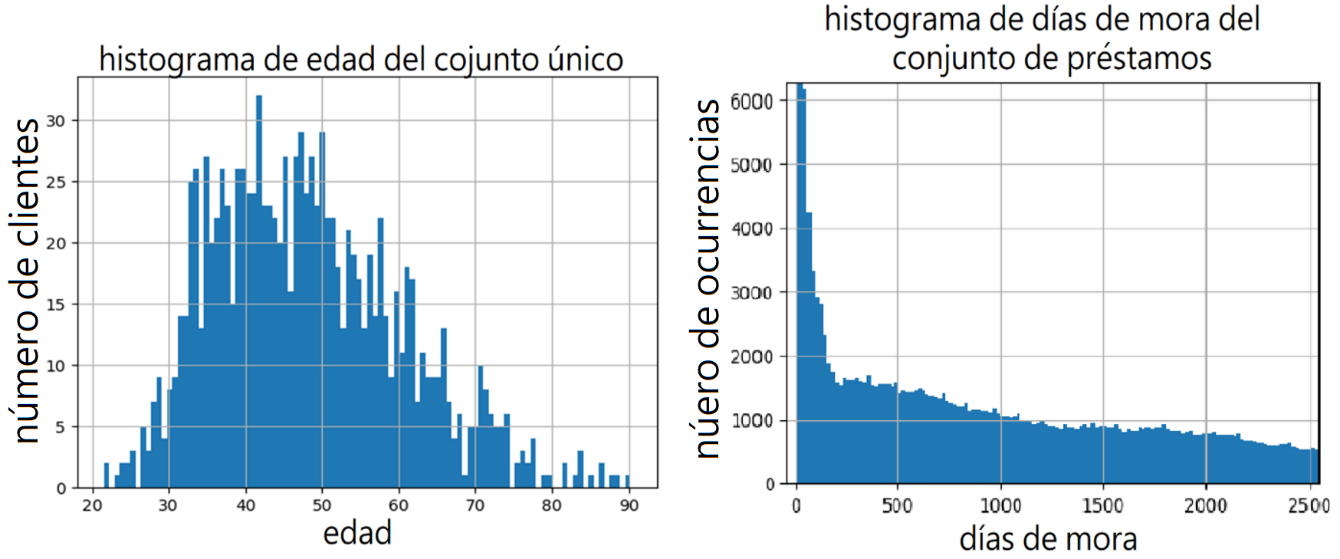 histograma de edad del cojunto único
número de clientes
30
25
20
15
10
5
0
20 30 40 50 60 70 80 90
edad
histograma de días de mora del
conjunto de préstamos
núero de ocurrencias
6000
5000
4000
3000
2000
1000
0
0 500 1000 1500 2000 2500
días de mora